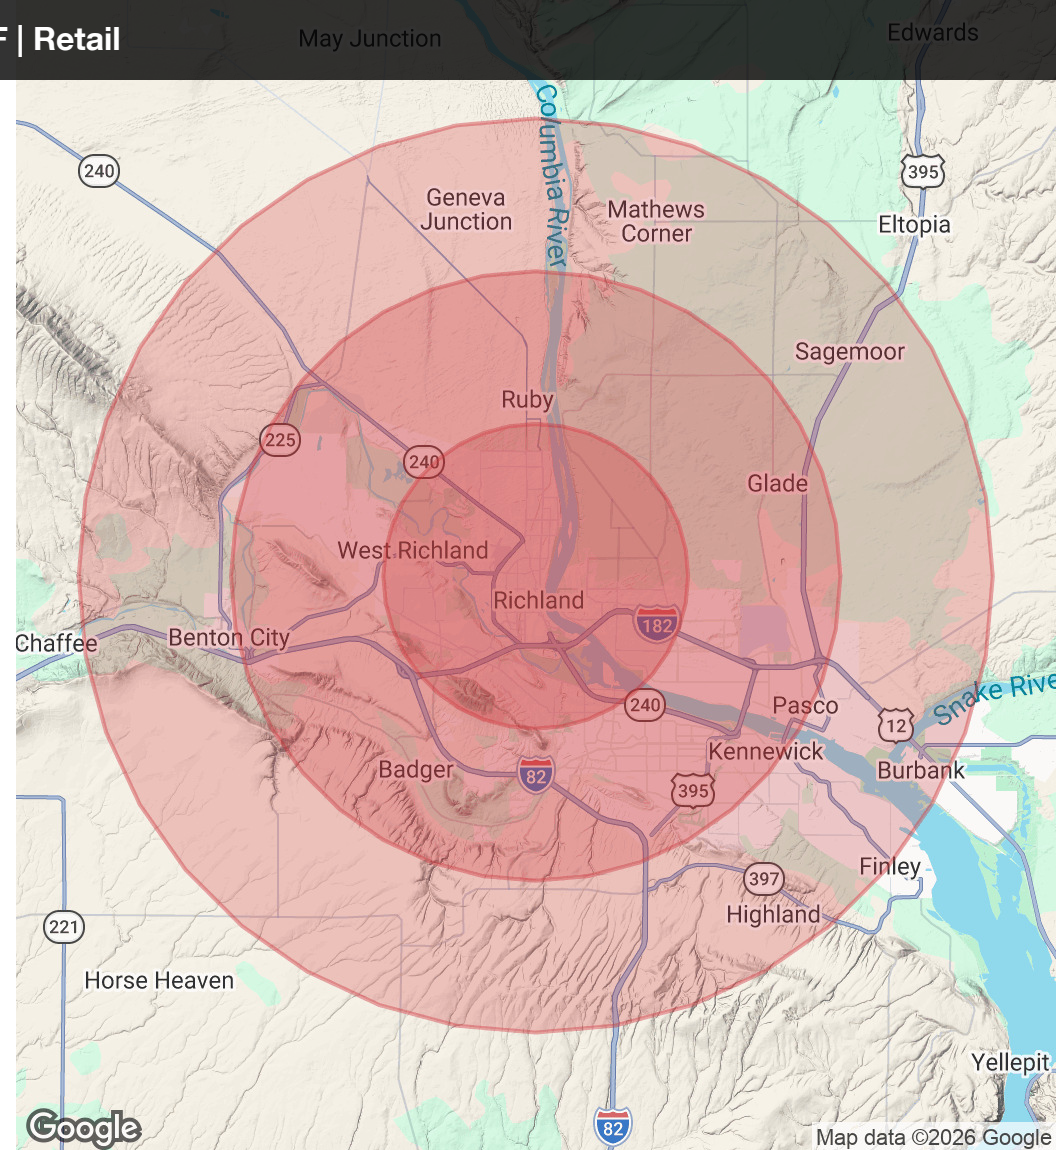 F | Retail
May Junction
Edwards
Columbia River
240
395
Geneva
Junction
Mathews
Corner
Eltopia
Sagemoor
Ruby
225
240
Glade
West Richland
Richland
182
Chaffee
Benton City
Snake Rive
240
Pasco
12
Kennewick
Badger
82
Burbank
395
Finley
397
Highland
221
Horse Heaven
Yellepit
Google
82
Map data ©2026 Google